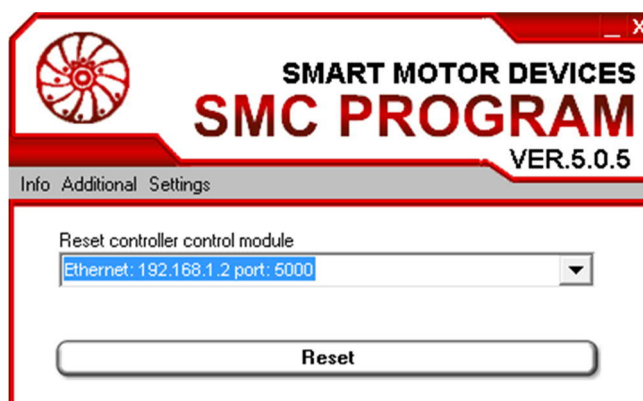 _ X
SMART MOTOR DEVICES
SMC PROGRAM
VER.5.0.5
Info Additional Settings
Reset controller control module
Ethernet: 192.168.1.2 port: 5000
Reset